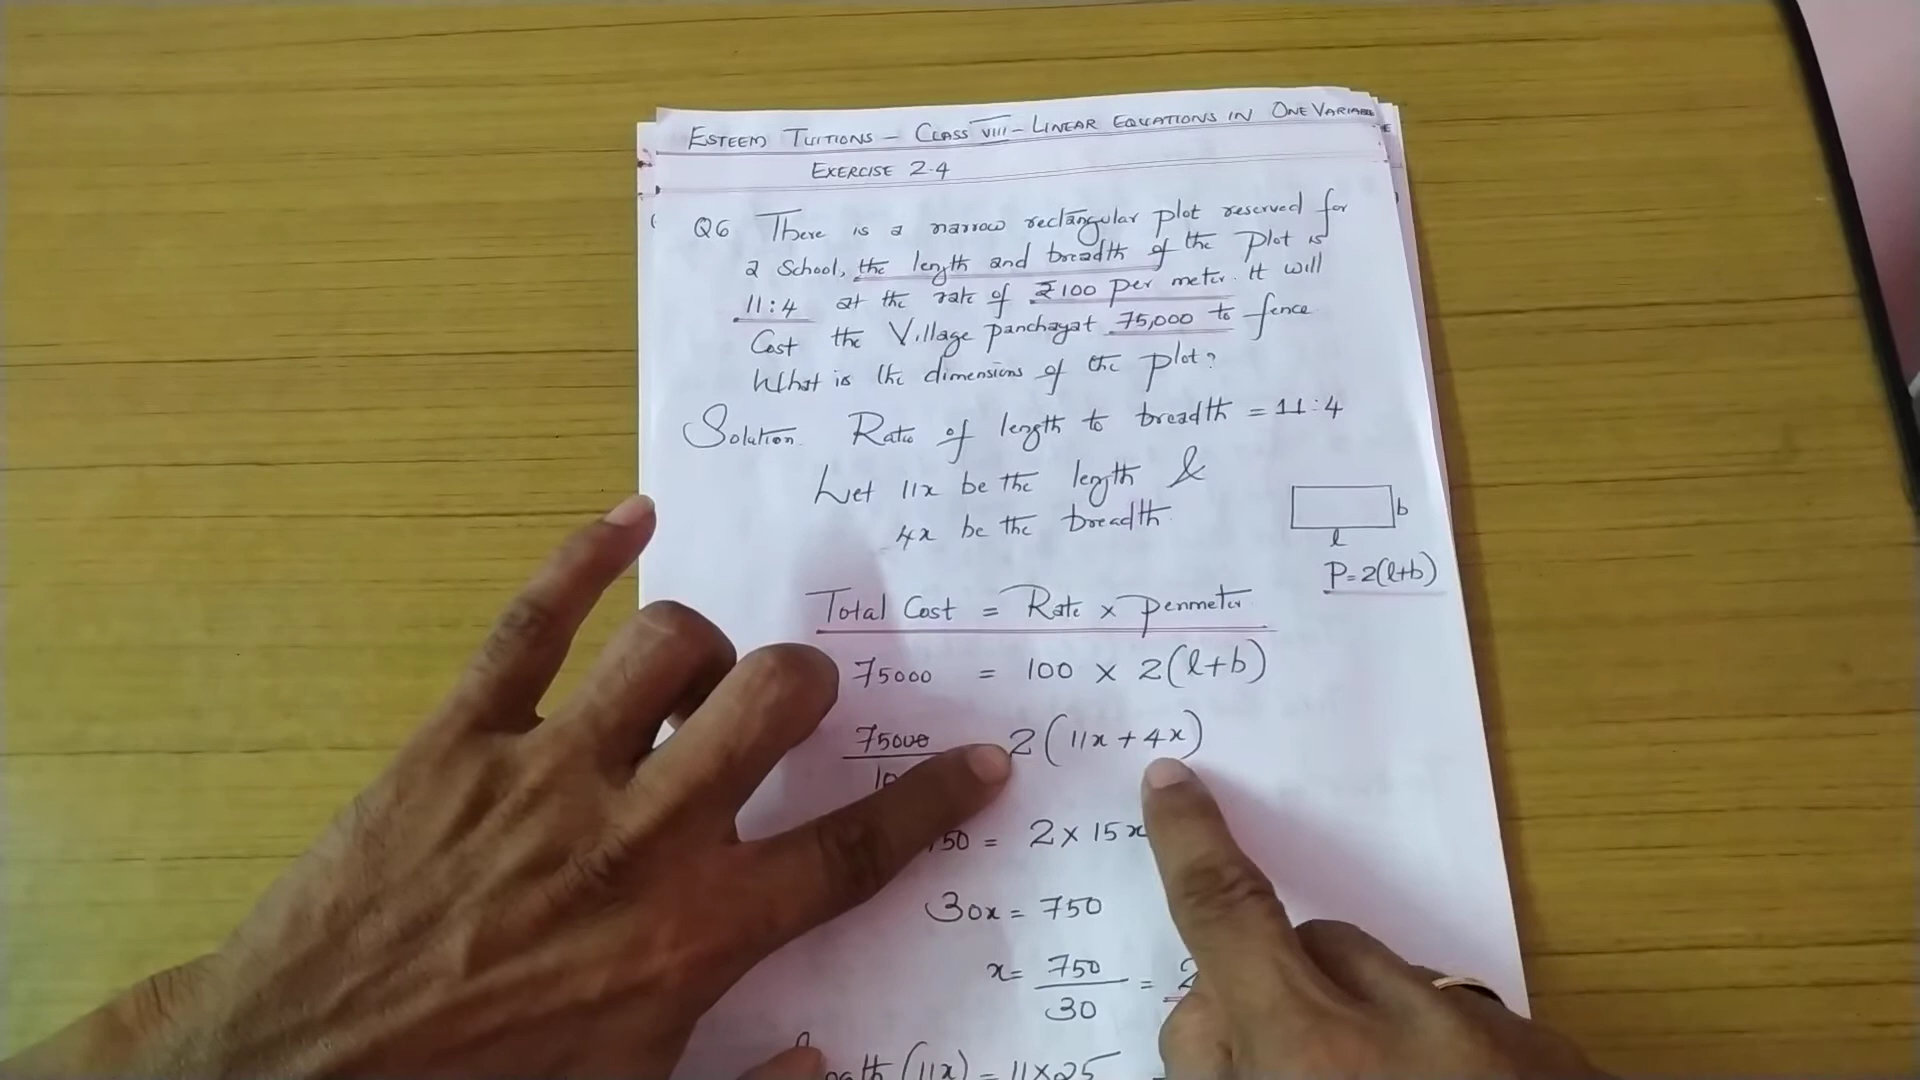 ESTEEM TUITIONS - CLASS VIII - LINEAR EQUATIONS IN ONE VARIABLE
EXERCISE 2.4
Q6 There is a narrow rectangular plot reserved for
a School, the length and breadth of the plot is
11:4 at the rate of ₹100 per meter. It will
Cost the Village panchayat 75,000 to fence
What is the dimensions of the plot?
Solution Ratio of length to breadth = 11:4
Let 11x be the length &
4x be the breadth
b
l
P=2(l+b)
Total Cost = Rate x perimeter
75000 = 100 x 2(l+b)
75000 2(11x+4x)
= 2x15x
30x = 750
x = 750 =
30
(11x) = 11x25